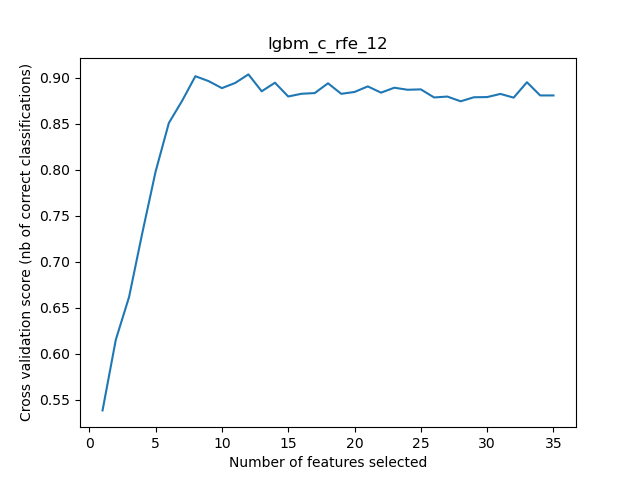 lgbm_c_rfe_12
Cross validation score (nb of correct classifications)
0.90
0.85
0.80
0.75
0.70
0.65
0.60
0.55
0 5 10 15 20 25 30 35
Number of features selected